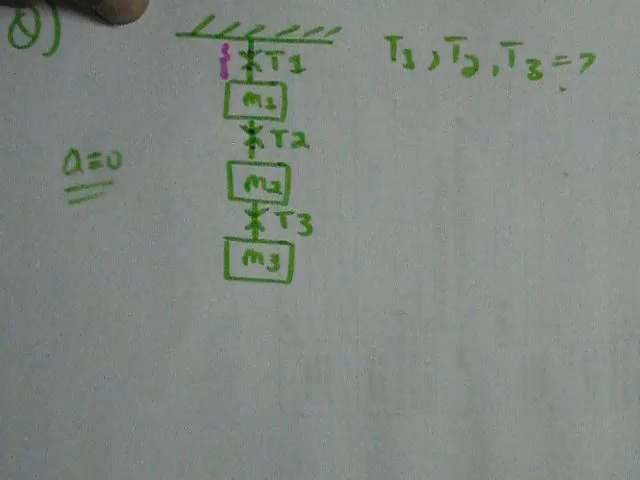 Q)
T1
T1, T2, T3 = ?
m1
T2
a=0
m2
T3
m3